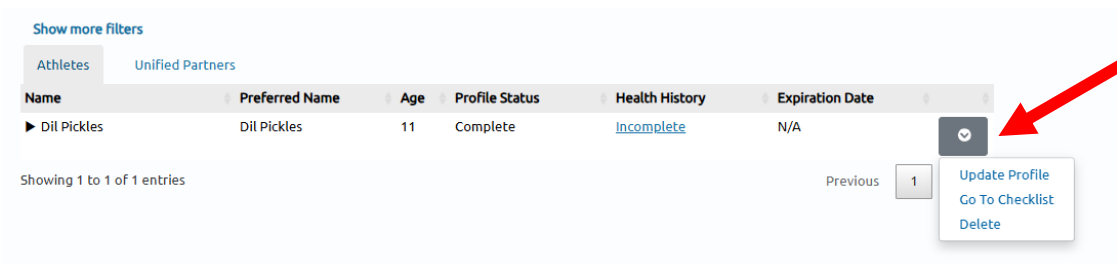 Show more filters
Athletes Unified Partners
Name Preferred Name Age Profile Status Health History Expiration Date
▶ Dil Pickles Dil Pickles 11 Complete Incomplete N/A
Showing 1 to 1 of 1 entries Previous 1
Update Profile
Go To Checklist
Delete